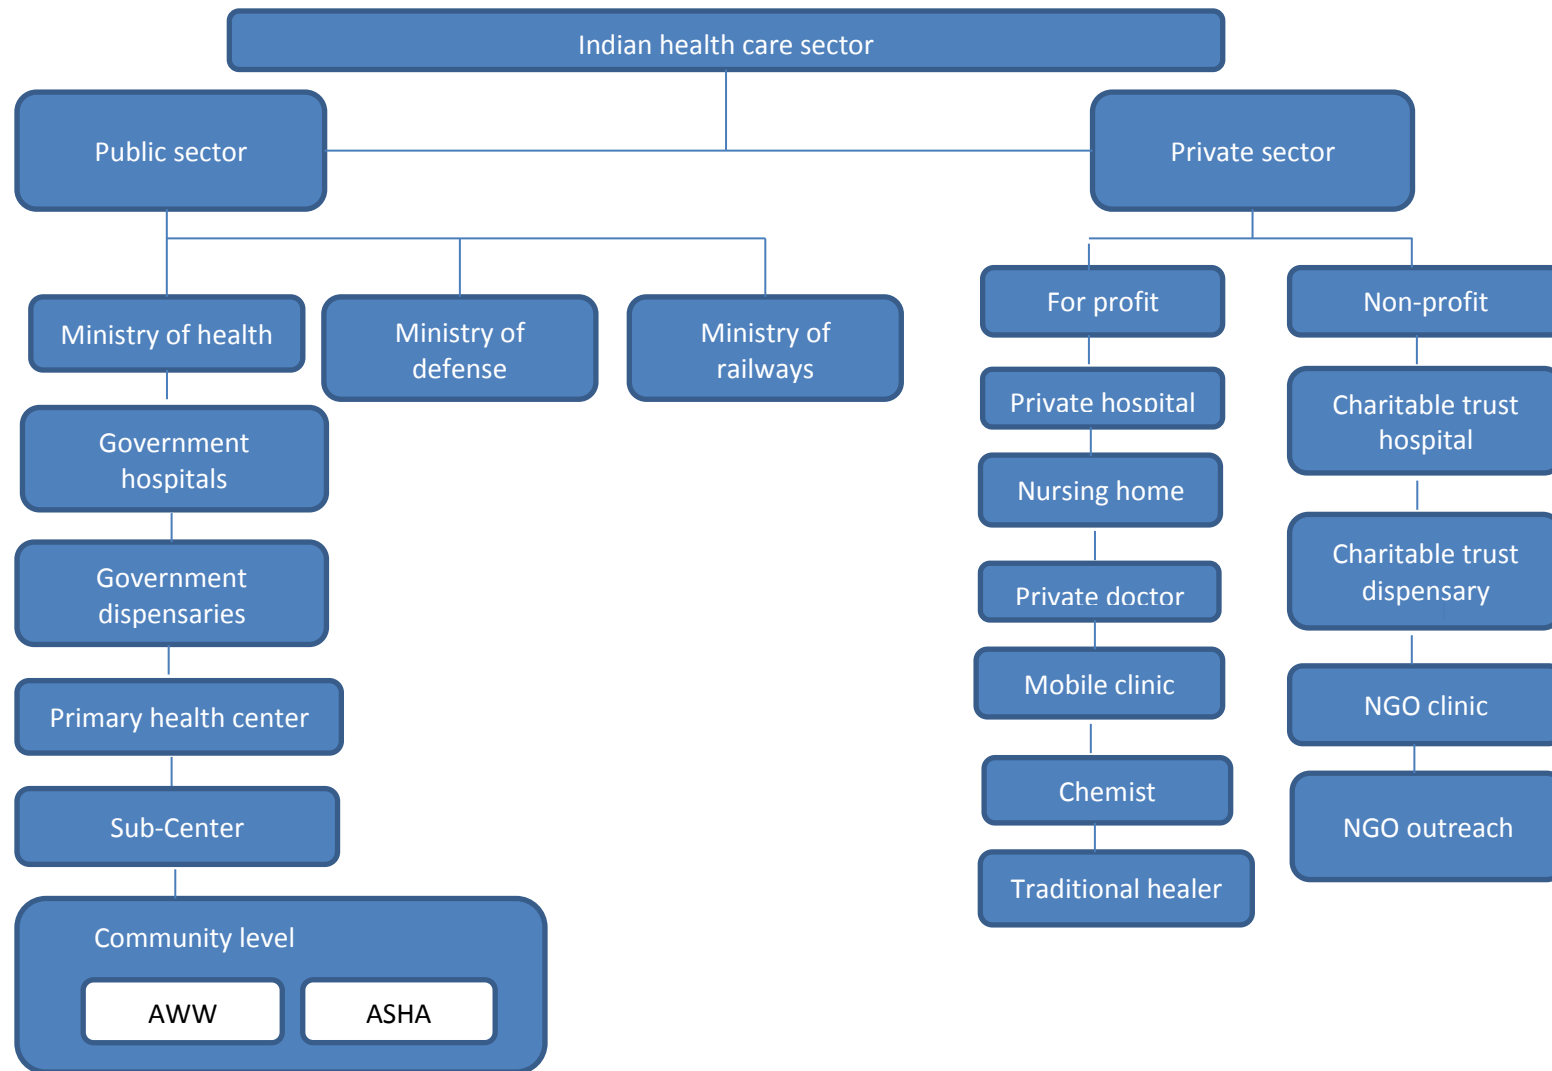 Indian health care sector
Public sector
Private sector
Ministry of health
Ministry of
defense
Ministry of
railways
For profit
Non-profit
Government
hospitals
Government
dispensaries
Primary health center
Sub-Center
Community level
AWW
ASHA
Private hospital
Nursing home
Private doctor
Mobile clinic
Chemist
Traditional healer
Charitable trust
hospital
Charitable trust
dispensary
NGO clinic
NGO outreach